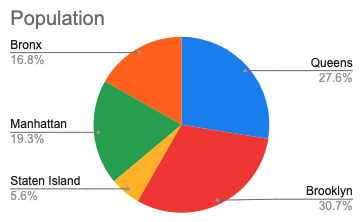 Population
Bronx
16.8%
Queens
27.6%
Manhattan
19.3%
Staten Island
5.6%
Brooklyn
30.7%